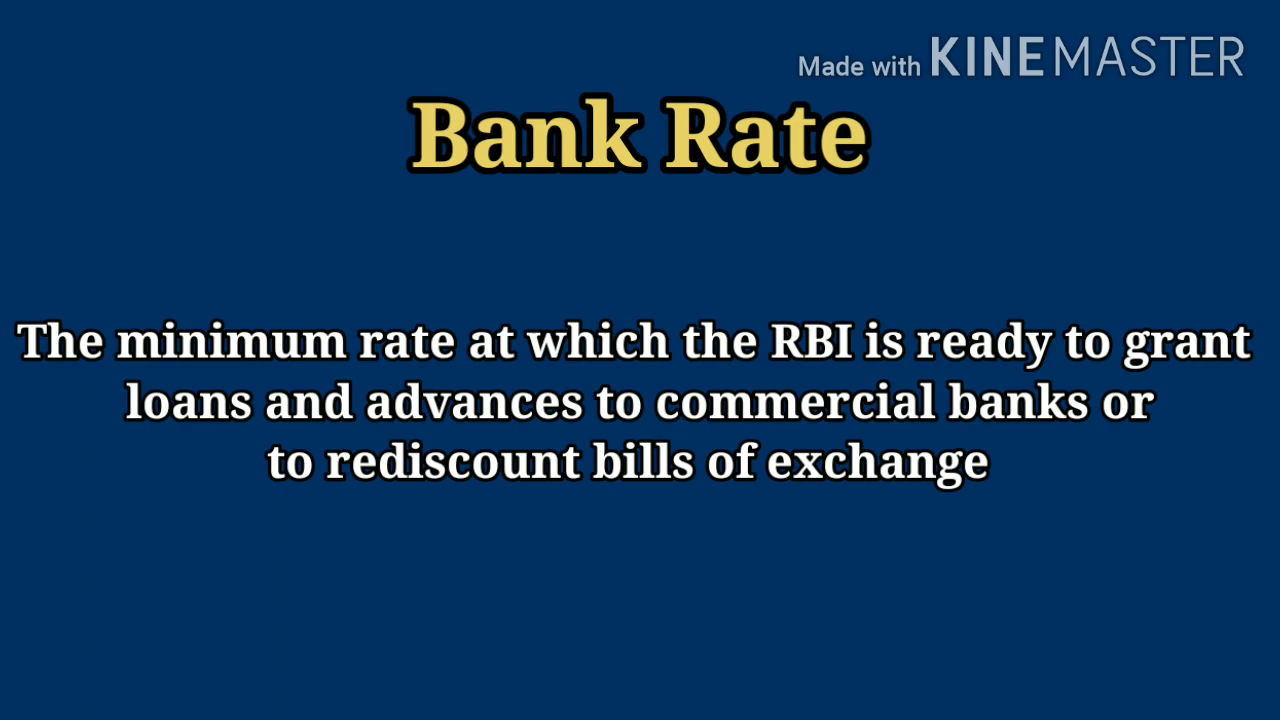 Made with KINEMASTER
Bank Rate
The minimum rate at which the RBI is ready to grant
loans and advances to commercial banks or
to rediscount bills of exchange